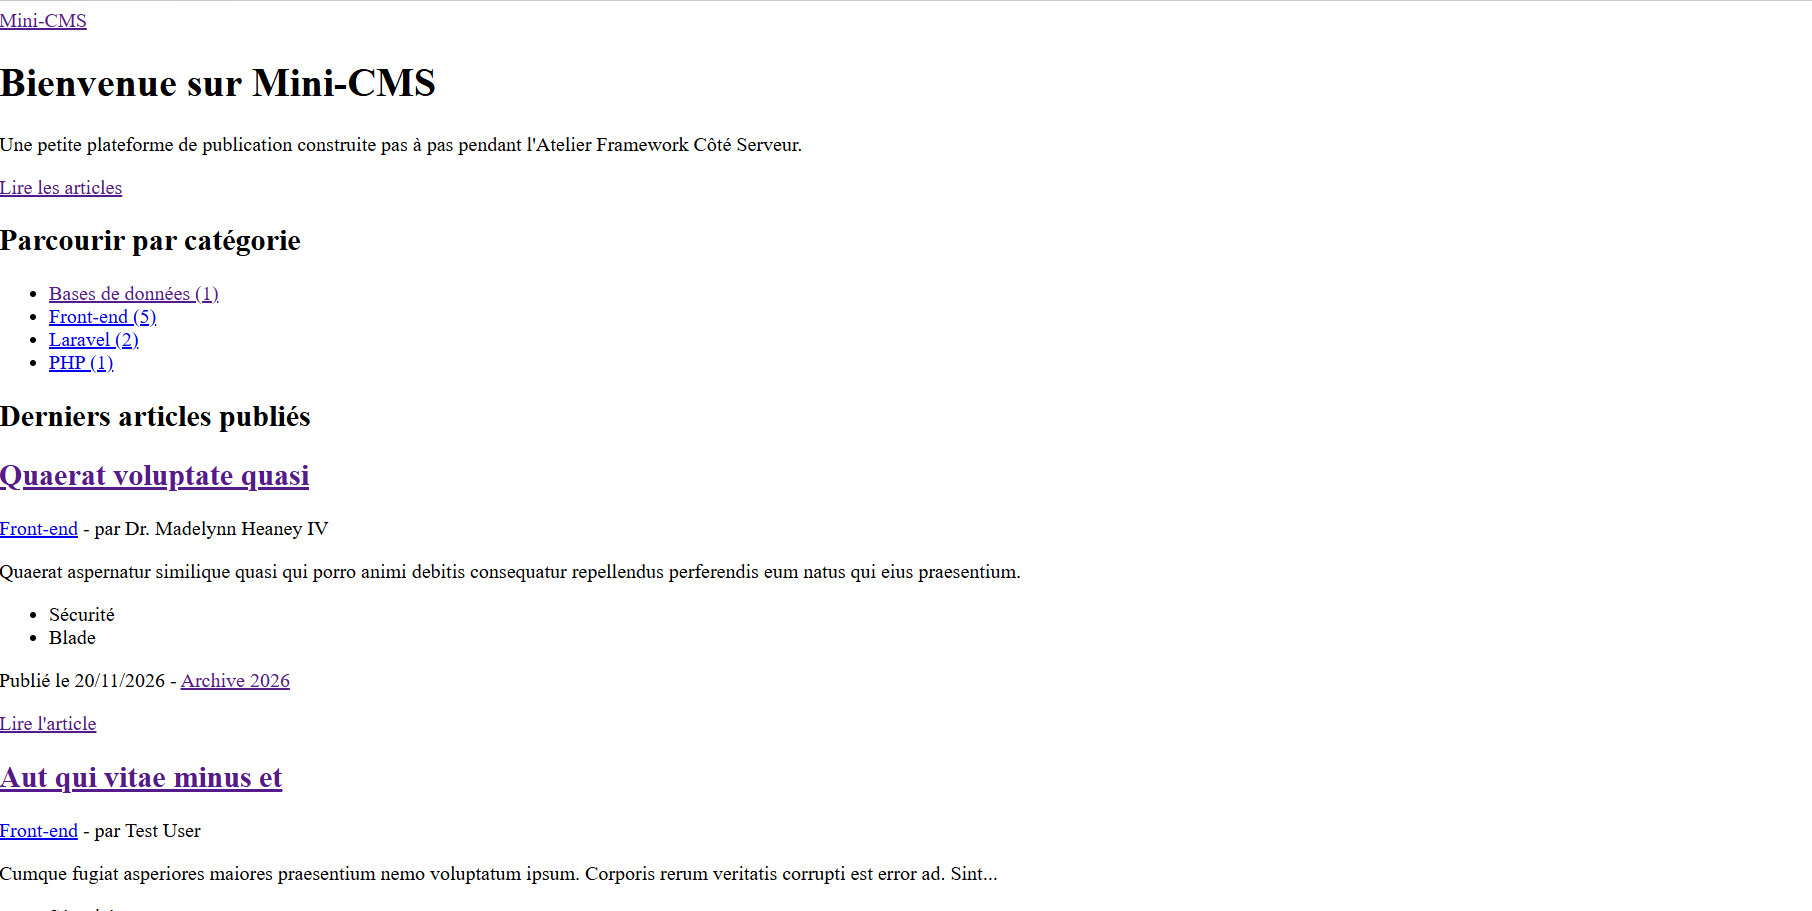 Mini-CMS
Bienvenue sur Mini-CMS
Une petite plateforme de publication construite pas à pas pendant l'Atelier Framework Côté Serveur.
Lire les articles
Parcourir par catégorie
Bases de données (1)
Front-end (5)
Laravel (2)
PHP (1)
Derniers articles publiés
Quaerat voluptate quasi
Front-end - par Dr. Madelynn Heaney IV
Quaerat aspernatur similique quasi qui porro animi debitis consequatur repellendus perferendis eum natus qui eius praesentium.
Sécurité
Blade
Publié le 20/11/2026 - Archive 2026
Lire l'article
Aut qui vitae minus et
Front-end - par Test User
Cumque fugiat asperiores maiores praesentium nemo voluptatum ipsum. Corporis rerum veritatis corrupti est error ad. Sint...